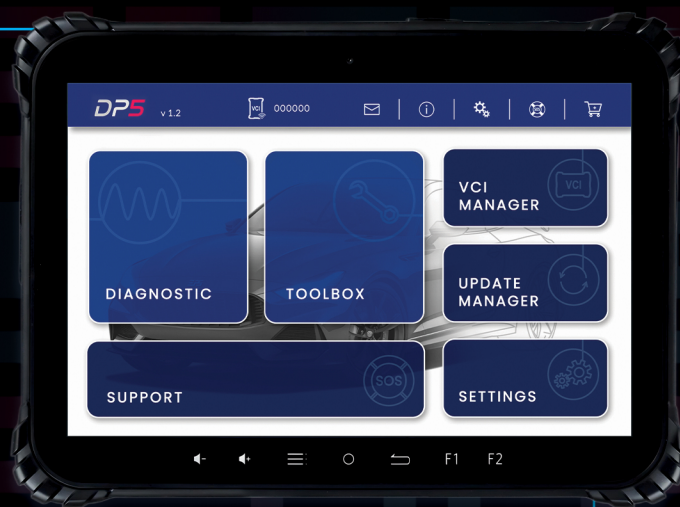 DP5 v 1.2
VCI 000000
DIAGNOSTIC
TOOLBOX
VCI
MANAGER
VCI
UPDATE
MANAGER
SUPPORT
SOS
SETTINGS
F1 F2